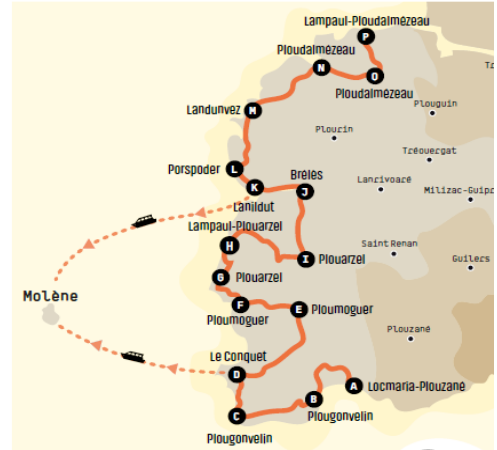 Lampaul-Ploudalmézeau
P
Ploudalmézeau
N
O
Ploudalmézeau
Landunvez
M
Plouguin
Plourin
Tréouergat
Porspoder
L
Brélès
K
J
Lanrivoaré
Milizac-Guipr
Lanildut
Lampaul-Plouarzel
H
Saint Renan
I
Plouarzel
Guilers
G
Plouarzel
Molène
F
E
Ploumoguer
Ploumoguer
Plouzané
Le Conquet
D
A
Locmaria-Plouzané
B
C
Plougonvelin
Plougonvelin